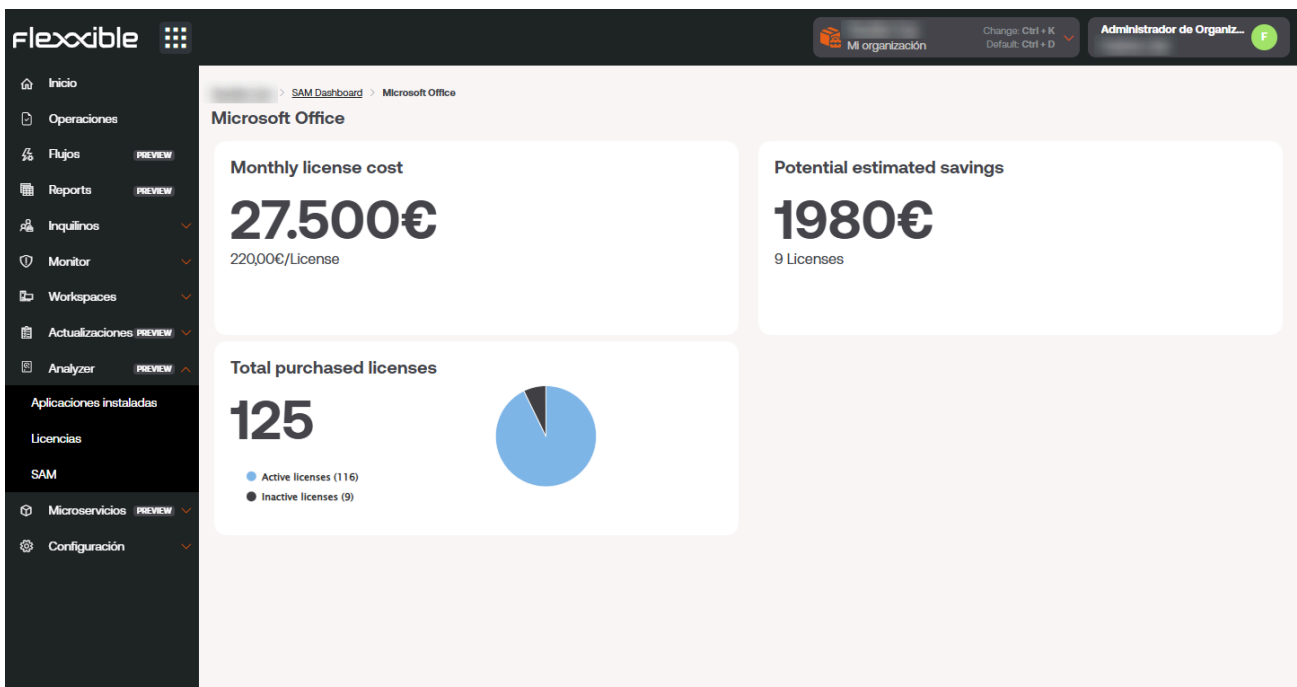 Flexxible
Mi organización
Change: Ctrl + K
Default: Ctrl + D
Administrador de Organiz...
F
Inicio
Operaciones
Flujos PREVIEW
Reports PREVIEW
Inquilinos
Monitor
Workspaces
Actualizaciones PREVIEW
Analyzer PREVIEW
Aplicaciones instaladas
Licencias
SAM
Microservicios PREVIEW
Configuración
> SAM Dashboard > Microsoft Office
Microsoft Office
Monthly license cost
27.500€
220,00€/License
Potential estimated savings
1980€
9 Licenses
Total purchased licenses
125
Active licenses (116)
Inactive licenses (9)